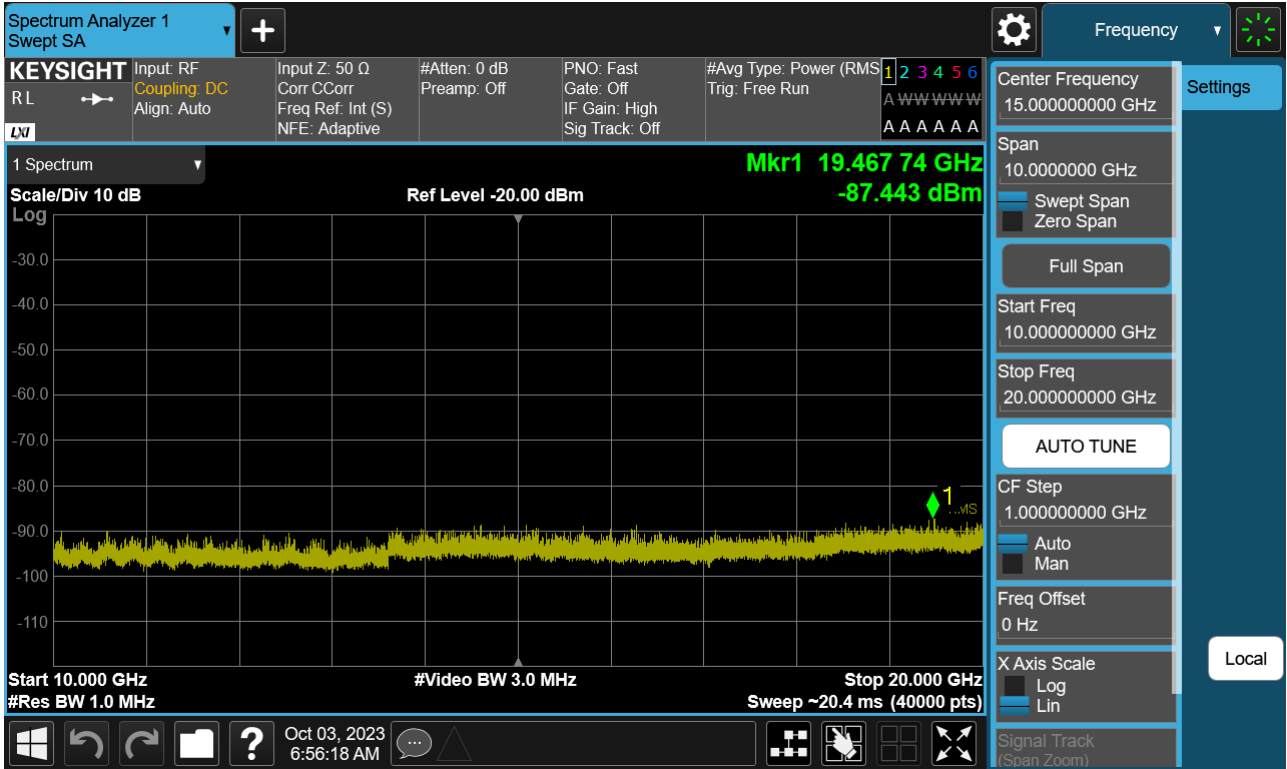 Spectrum Analyzer 1
Swept SA
Frequency
KEYSIGHT
R L
LXI
Input: RF
Coupling: DC
Align: Auto
Input Z: 50 Ω
Corr CCorr
Freq Ref: Int (S)
NFE: Adaptive
#Atten: 0 dB
Preamp: Off
PNO: Fast
Gate: Off
IF Gain: High
Sig Track: Off
#Avg Type: Power (RMS
Trig: Free Run
1 2 3 4 5 6
A W W W W W
A A A A A A
1 Spectrum
Scale/Div 10 dB
Log
Ref Level -20.00 dBm
Mkr1 19.467 74 GHz
-87.443 dBm
-30.0
-40.0
-50.0
-60.0
-70.0
-80.0
-90.0
-100
-110
1
Start 10.000 GHz
#Res BW 1.0 MHz
#Video BW 3.0 MHz
Stop 20.000 GHz
Sweep ~20.4 ms (40000 pts)
Center Frequency
15.000000000 GHz
Span
10.0000000 GHz
Swept Span
Zero Span
Full Span
Start Freq
10.000000000 GHz
Stop Freq
20.000000000 GHz
AUTO TUNE
CF Step
1.000000000 GHz
Auto
Man
Freq Offset
0 Hz
X Axis Scale
Log
Lin
Signal Track
(Span Zoom)
Settings
Local
?
Oct 03, 2023
6:56:18 AM